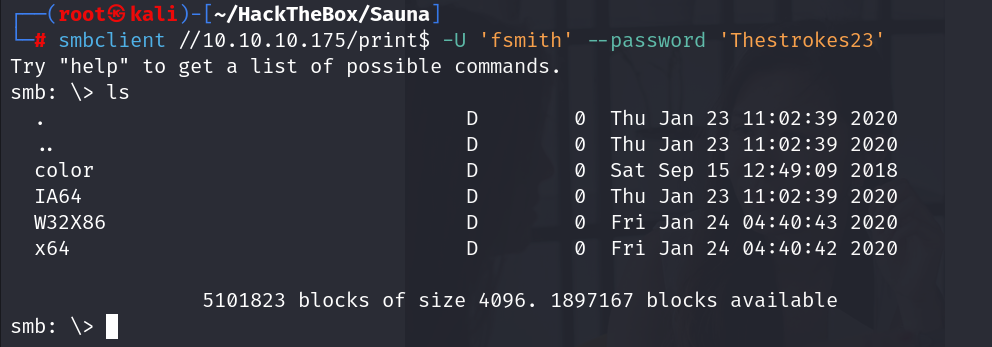 ┌──(root㉿kali)-[~/HackTheBox/Sauna]
└─# smbclient //10.10.10.175/print$ -U 'fsmith' --password 'Thestrokes23'
Try "help" to get a list of possible commands.
smb: \> ls
  .                                   D        0  Thu Jan 23 11:02:39 2020
  ..                                  D        0  Thu Jan 23 11:02:39 2020
  color                               D        0  Sat Sep 15 12:49:09 2018
  IA64                                D        0  Thu Jan 23 11:02:39 2020
  W32X86                              D        0  Fri Jan 24 04:40:43 2020
  x64                                 D        0  Fri Jan 24 04:40:42 2020

                5101823 blocks of size 4096. 1897167 blocks available
smb: \>